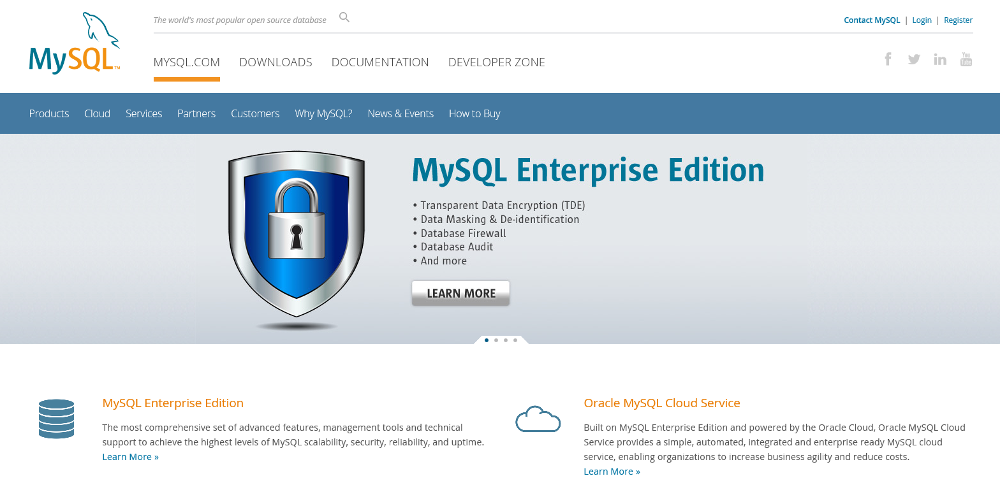 MySQL™
The world's most popular open source database
Contact MySQL | Login | Register
MYSQL.COM DOWNLOADS DOCUMENTATION DEVELOPER ZONE
You Tube
Products Cloud Services Partners Customers Why MySQL? News & Events How to Buy
MySQL Enterprise Edition
• Transparent Data Encryption (TDE)
• Data Masking & De-identification
• Database Firewall
• Database Audit
• And more
LEARN MORE
MySQL Enterprise Edition
The most comprehensive set of advanced features, management tools and technical
support to achieve the highest levels of MySQL scalability, security, reliability, and uptime.
Learn More »
Oracle MySQL Cloud Service
Built on MySQL Enterprise Edition and powered by the Oracle Cloud, Oracle MySQL Cloud
Service provides a simple, automated, integrated and enterprise ready MySQL cloud
service, enabling organizations to increase business agility and reduce costs.
Learn More »